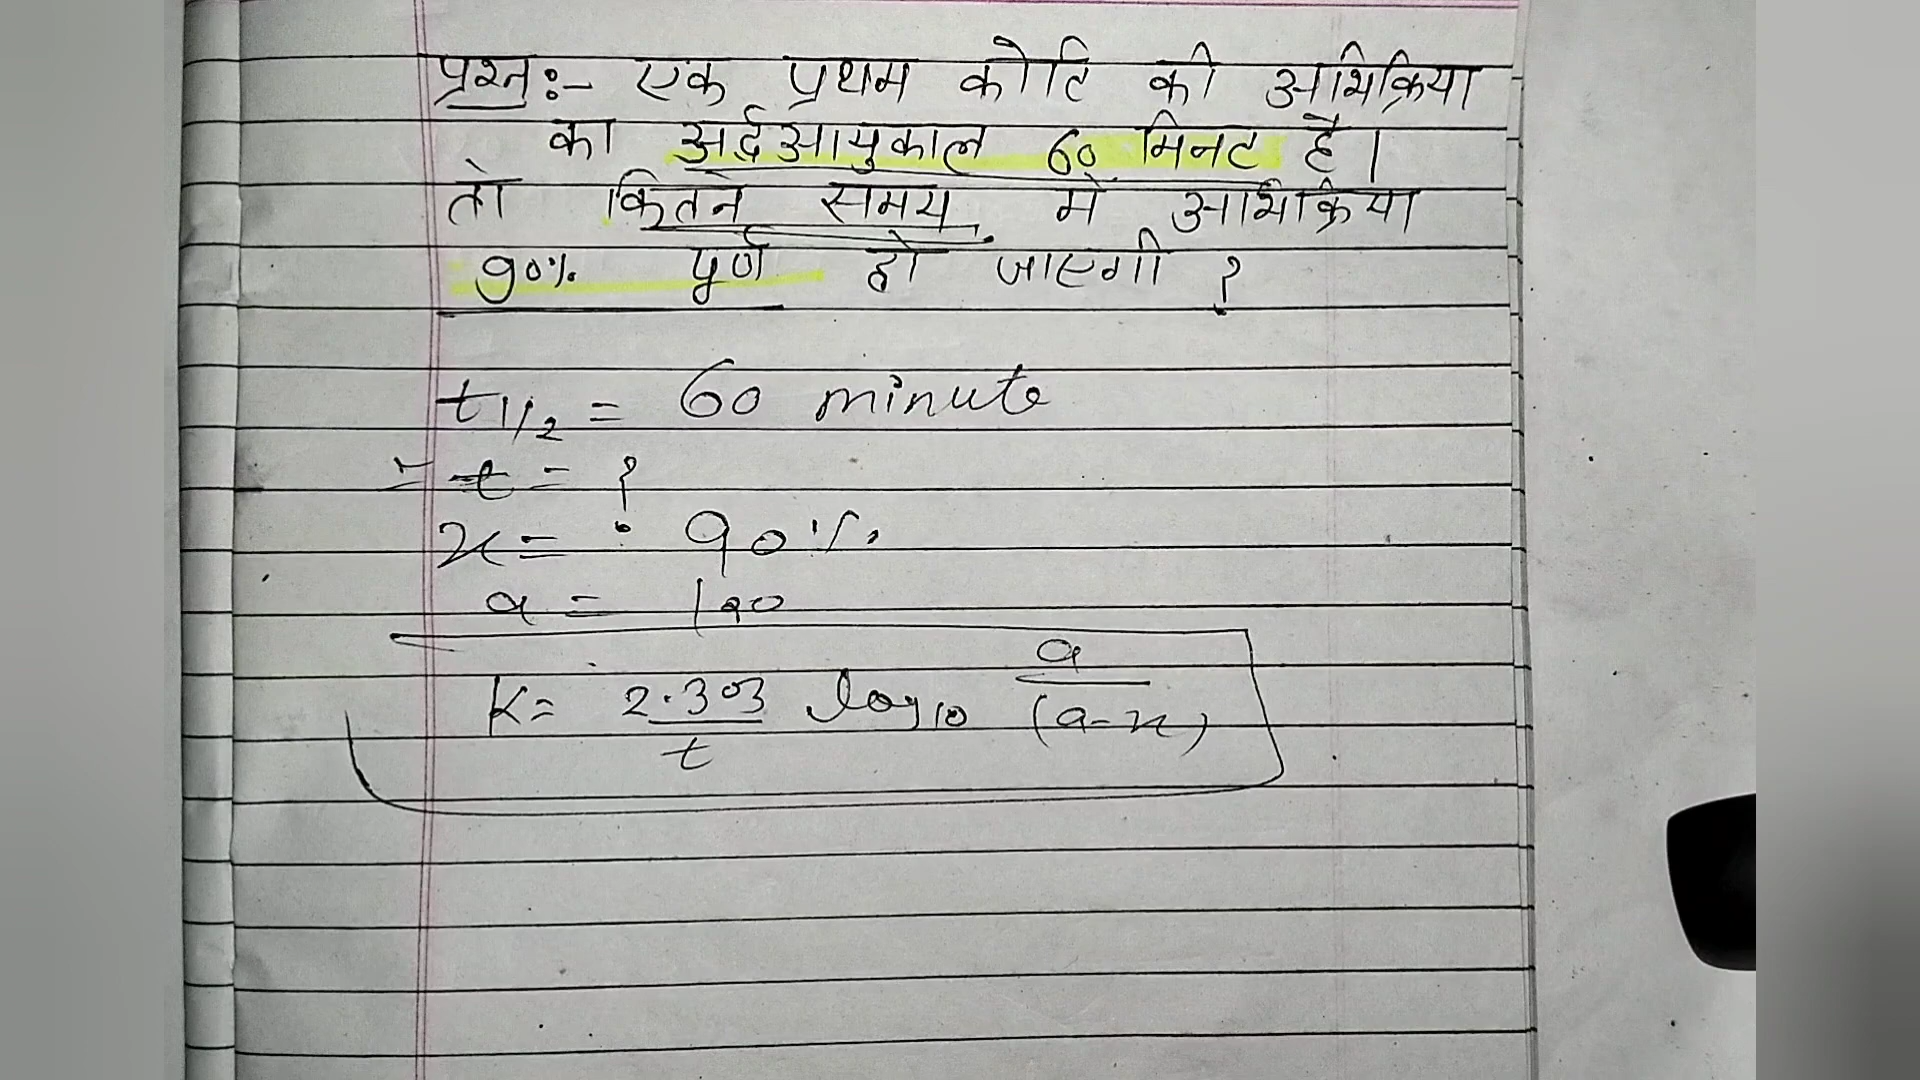 प्रश्न:- एक प्रथम कोटि की अभिक्रिया
का अर्द्धआयुकाल 60 मिनट है।
तो कितने समय में अभिक्रिया
90% पूर्ण हो जाएगी ?
t1/2 = 60 minute
= t = ?
x = 90%
a = 100
K = 2.303/t log10 a/(a-x)